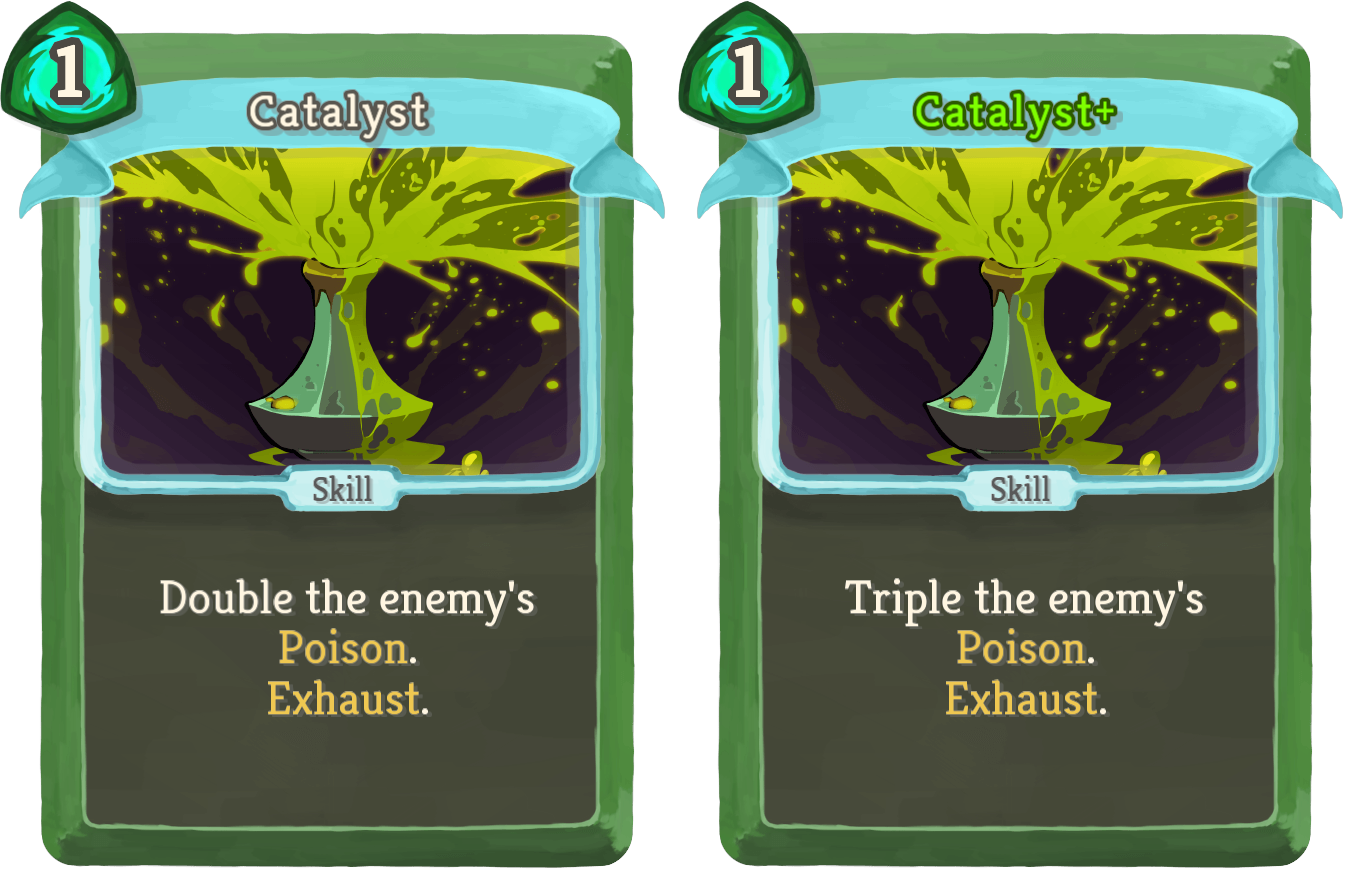 1
Catalyst
Skill
Double the enemy's
Poison.
Exhaust.
1
Catalyst+
Skill
Triple the enemy's
Poison.
Exhaust.